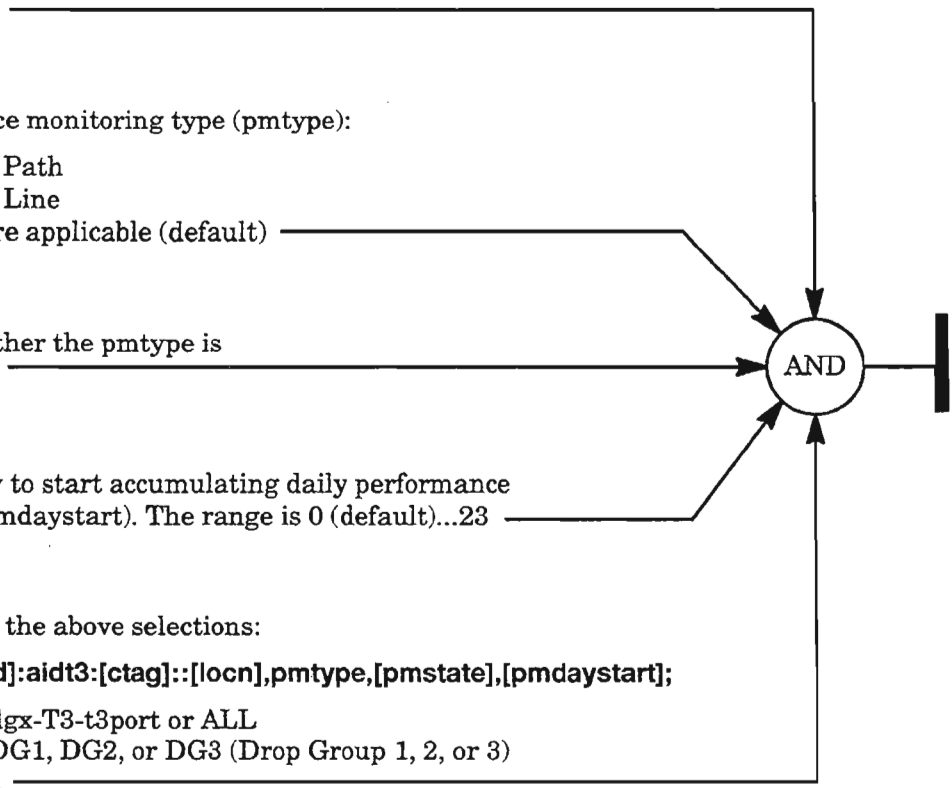 ce monitoring type (pmtype):
Path
Line
re applicable (default)
ther the pmtype is
AND
y to start accumulating daily performance
mdaystart). The range is 0 (default)...23
the above selections:
d]:aidt3:[ctag]::[locn],pmtype,[pmstate],[pmdaystart];
dgx-T3-t3port or ALL
DG1, DG2, or DG3 (Drop Group 1, 2, or 3)